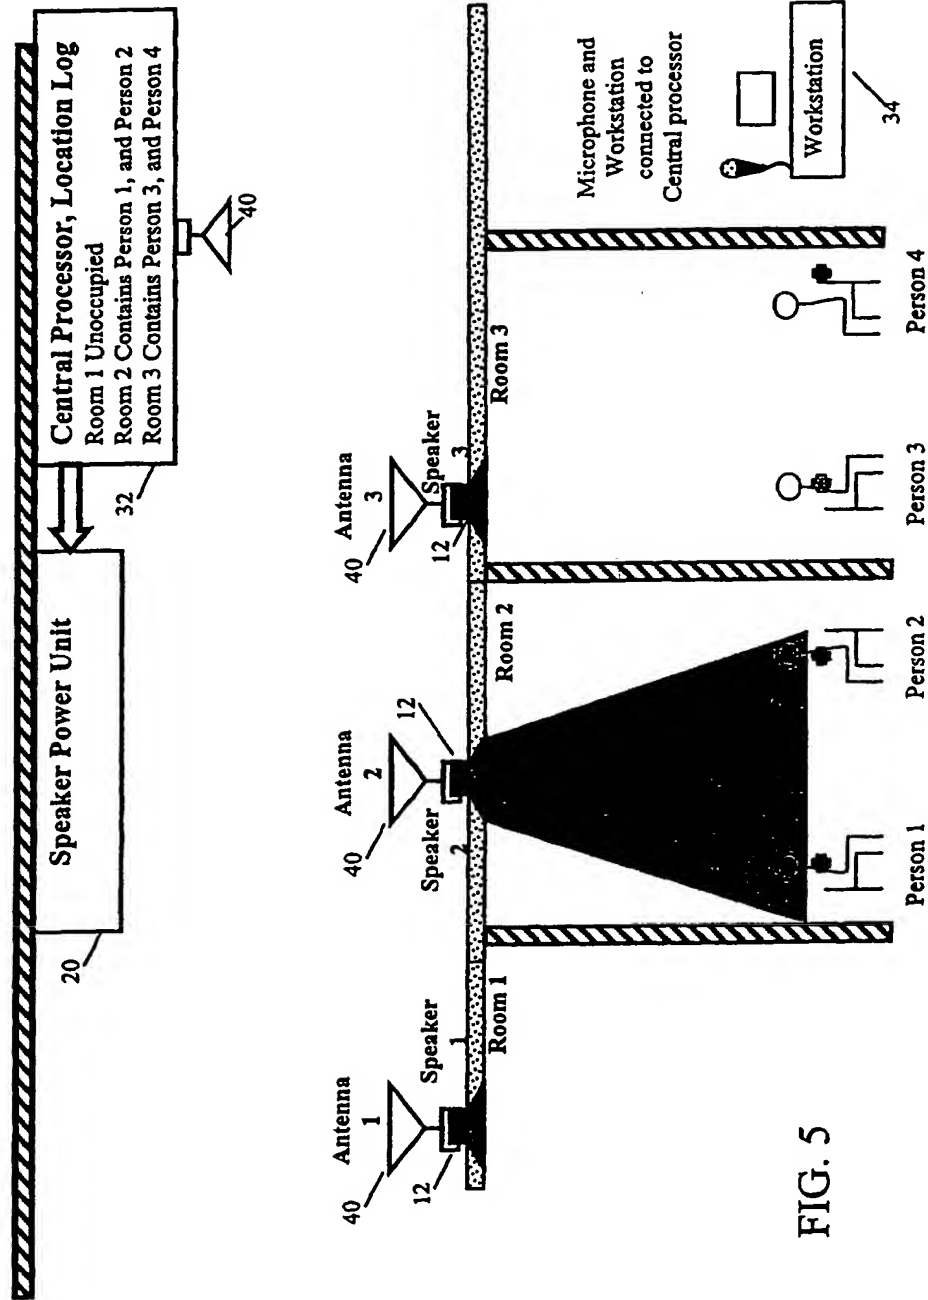 Speaker Power Unit
20
Central Processor, Location Log
Room 1 Unoccupied
Room 2 Contains Person 1, and Person 2
Room 3 Contains Person 3, and Person 4
32
40
Antenna
1
40
12
Speaker
1
Room 1
Antenna
2
40
12
Speaker
2
Room 2
Antenna
3
40
12
Speaker
3
Room 3
Microphone and
Workstation
connected to
Central processor
Workstation
34
Person 1
Person 2
Person 3
Person 4
FIG. 5